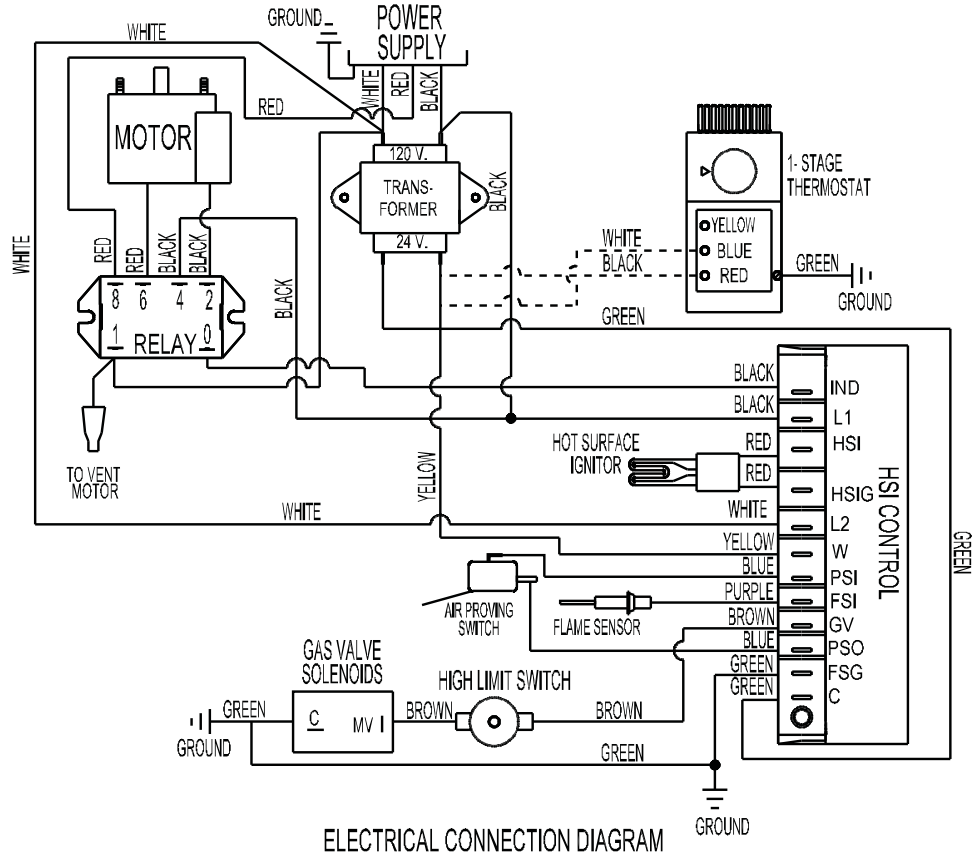 GROUND
POWER
SUPPLY
WHITE
WHITE
RED
BLACK
RED
MOTOR
120 V.
TRANS-
FORMER
24 V.
BLACK
1- STAGE
THERMOSTAT
YELLOW
BLUE
RED
WHITE
BLACK
GREEN
GROUND
WHITE
RED
RED
BLACK
BLACK
BLACK
8 6 4 2
1 RELAY 0
GREEN
TO VENT
MOTOR
BLACK
IND
BLACK
L1
HOT SURFACE
IGNITOR
RED
HSI
RED
HSIG
HSI CONTROL
YELLOW
WHITE
WHITE
L2
YELLOW
W
BLUE
PSI
PURPLE
FSI
BROWN
GV
BLUE
PSO
GREEN
FSG
GREEN
C
GREEN
AIR PROVING
SWITCH
FLAME SENSOR
GAS VALVE
SOLENOIDS
HIGH LIMIT SWITCH
GREEN
C
MV I
BROWN
BROWN
GROUND
GREEN
GROUND
ELECTRICAL CONNECTION DIAGRAM